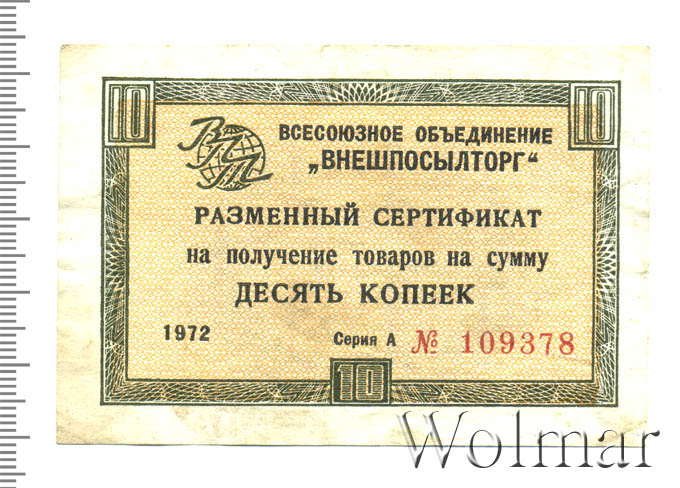 10 10
ВПТ
ВСЕСОЮЗНОЕ ОБЪЕДИНЕНИЕ
„ВНЕШПОСЫЛТОРГ“
РАЗМЕННЫЙ СЕРТИФИКАТ
на получение товаров на сумму
ДЕСЯТЬ КОПЕЕК
1972 Серия А № 109378
10
Wolmar